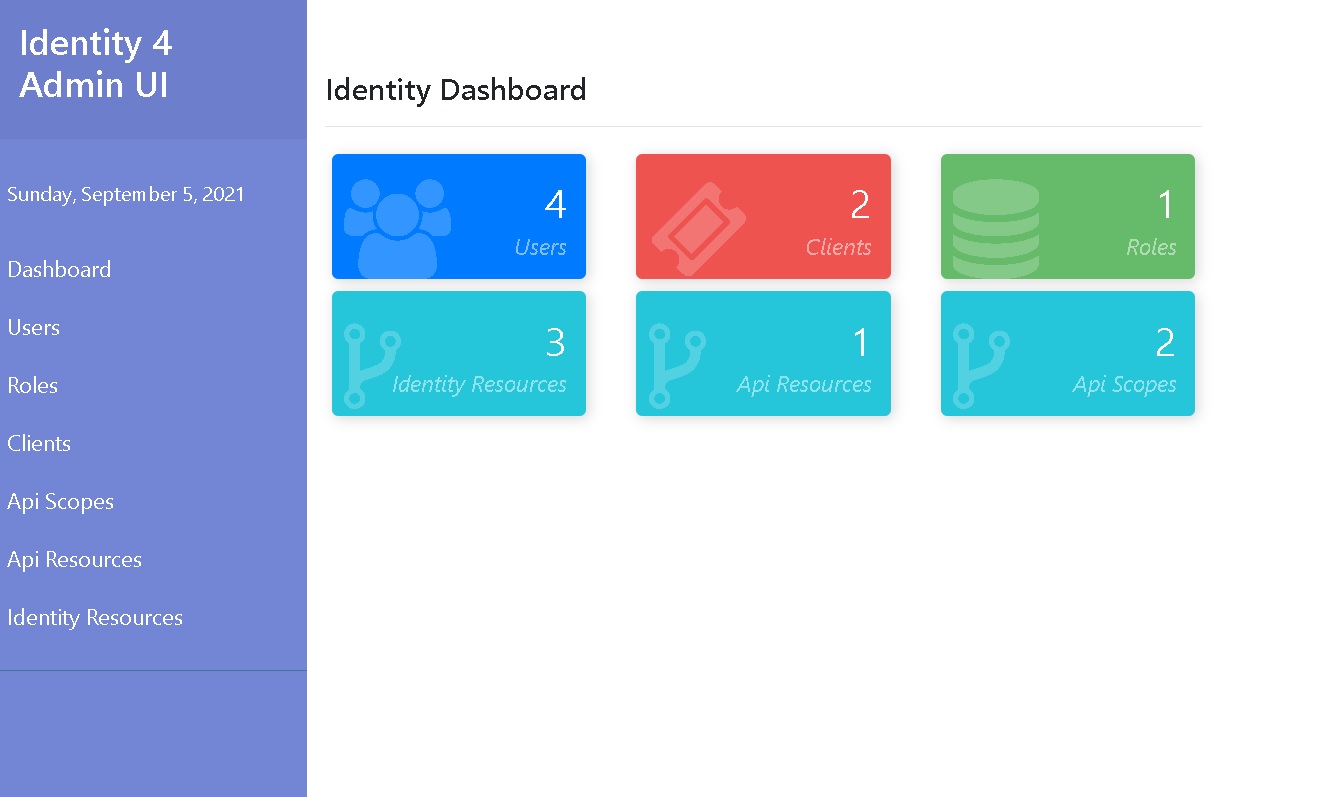 Identity 4
Admin UI
Sunday, September 5, 2021
Dashboard
Users
Roles
Clients
Api Scopes
Api Resources
Identity Resources
Identity Dashboard
4
Users
2
Clients
1
Roles
3
Identity Resources
1
Api Resources
2
Api Scopes